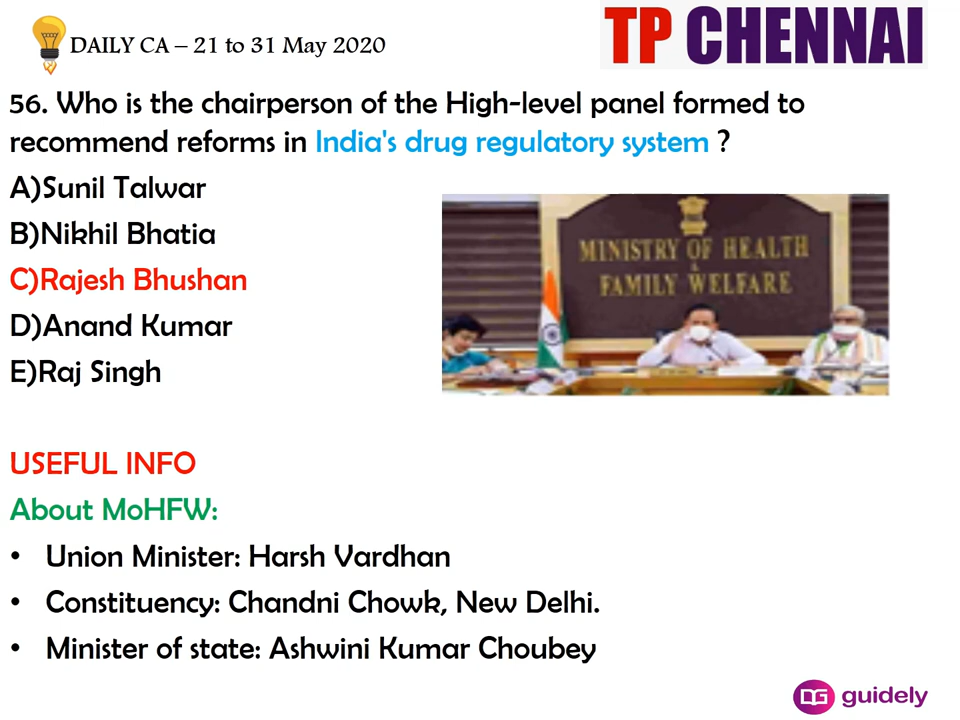 DAILY CA – 21 to 31 May 2020
TP CHENNAI
56. Who is the chairperson of the High-level panel formed to
recommend reforms in India's drug regulatory system ?
A)Sunil Talwar
B)Nikhil Bhatia
C)Rajesh Bhushan
D)Anand Kumar
E)Raj Singh
MINISTRY OF HEALTH
&
FAMILY WELFARE
USEFUL INFO
About MoHFW:
• Union Minister: Harsh Vardhan
• Constituency: Chandni Chowk, New Delhi.
• Minister of state: Ashwini Kumar Choubey
guidely